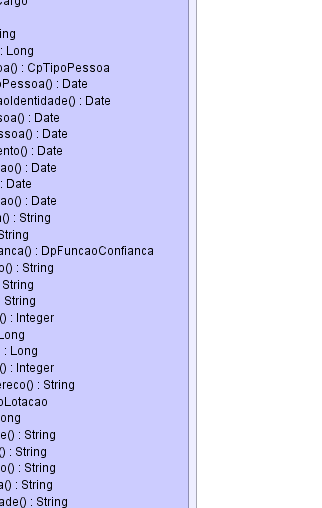 Cargo
ing
: Long
oa() : CpTipoPessoa
oPessoa() : Date
aoIdentidade() : Date
soa() : Date
ssoa() : Date
ento() : Date
ao() : Date
: Date
ao() : Date
() : String
String
anca() : DpFuncaoConfianca
o() : String
: String
: String
() : Integer
Long
: Long
() : Integer
ereco() : String
oLotacao
ong
e() : String
() : String
o() : String
a() : String
ade() : String